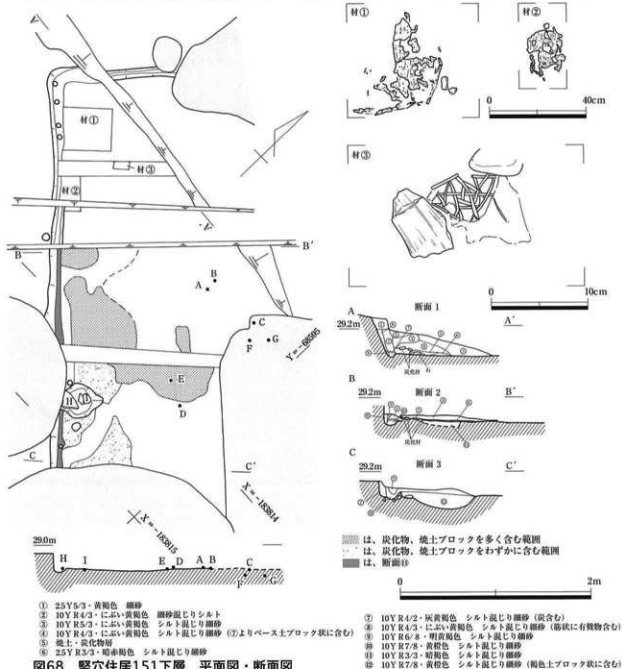 材①
材②
40cm
0
材①
材③
材②
材③
B
B'
B
A
0
10cm
C
F
G
断面 1
A
A'
29.2m
Y=-68595
炭化材
石
E
D
断面 2
B
B'
29.2m
H
炭化材
C
C'
断面 3
C
C'
29.2m
X=-183814
X=-183815
は、炭化物、焼土ブロックを多く含む範囲
は、炭化物、焼土ブロックをわずかに含む範囲
は、断面⑪
29.0m
H
I
E
D
A
B
C
F
G
0
2m
① 2.5Y5/3・黄褐色 細砂
② 10YR4/3・にぶい黄褐色 細砂混じりシルト
③ 10YR5/3・にぶい黄褐色 シルト混じり細砂
④ 10YR4/3・にぶい黄褐色 シルト混じり細砂(⑦よりベース土ブロック状に含む)
⑤ 焼土・炭化物層
⑥ 2.5YR3/3・暗赤褐色 シルト混じり細砂
⑦ 10YR4/2・灰黄褐色 シルト混じり細砂(炭含む)
⑧ 10YR4/3・にぶい黄褐色 シルト混じり細砂(筋状に有機物含む)
⑨ 10YR6/8・明黄褐色 シルト混じり細砂
⑩ 10YR7/8・黄橙色 シルト混じり細砂
⑪ 10YR3/3・暗褐色 シルト混じり細砂
⑫ 10YR7/8・黄橙色 シルト混じり細砂(褐色土ブロック状に含む)
図68 竪穴住居151下層 平面図・断面図